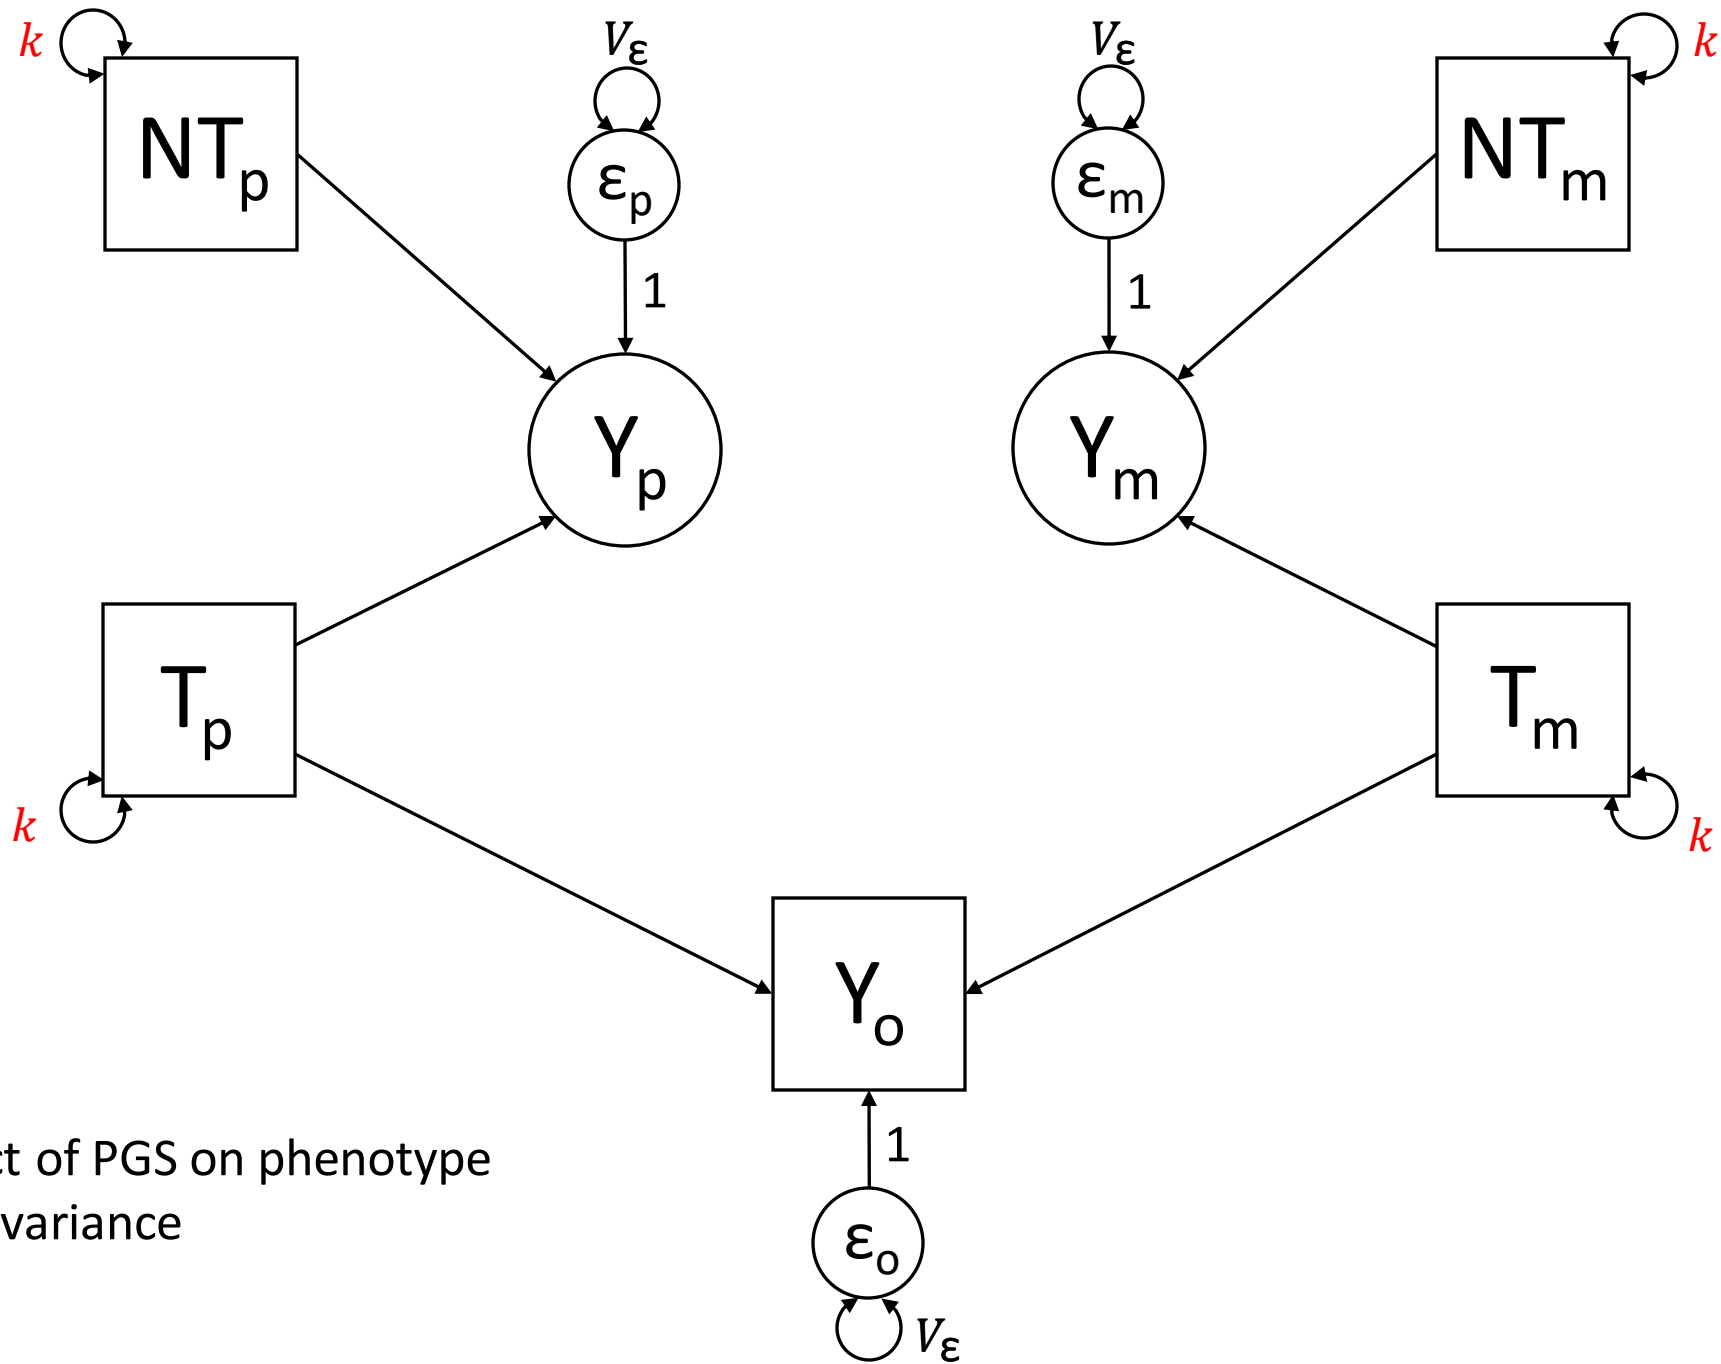 k
Vε
Vε
k
NTp
εp
εm
NTm
1
1
Yp
Ym
Tp
Tm
k
k
Yo
1
of PGS on phenotype
variance
εo
Vε